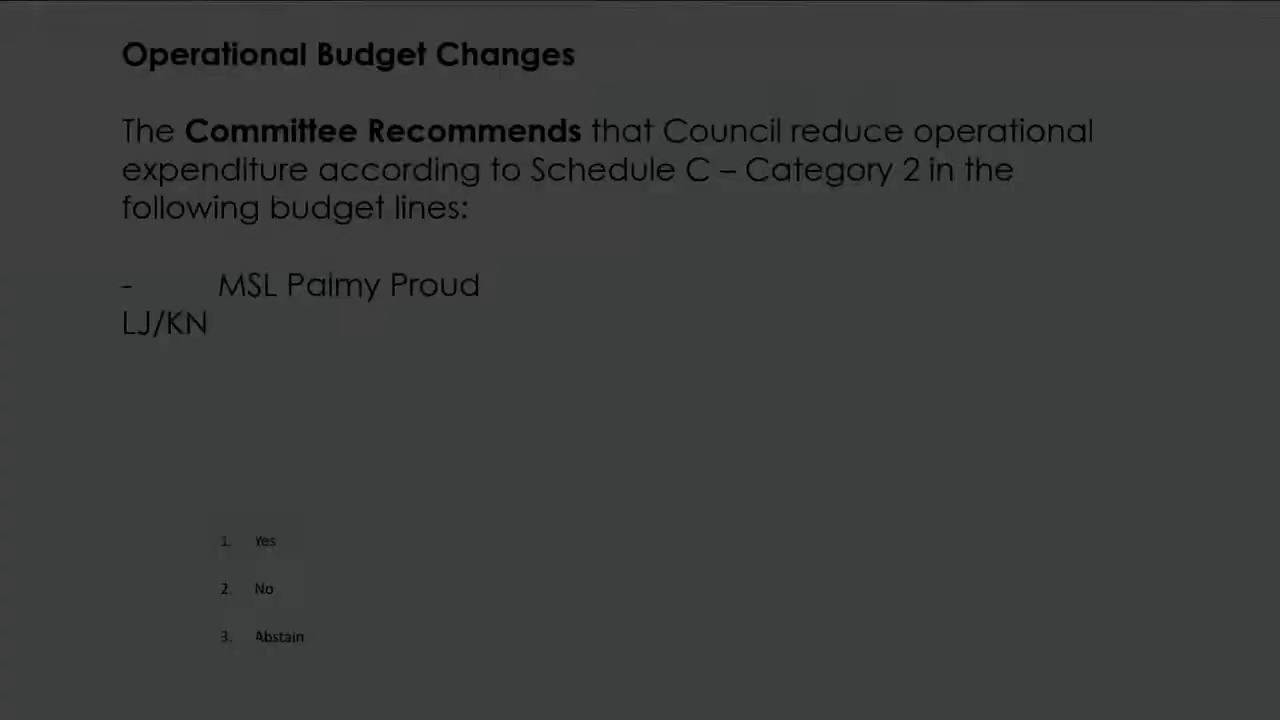 Operational Budget Changes
The Committee Recommends that Council reduce operational
expenditure according to Schedule C – Category 2 in the
following budget lines:
- MSL Palmy Proud
LJ/KN
1. Yes
2. No
3. Abstain